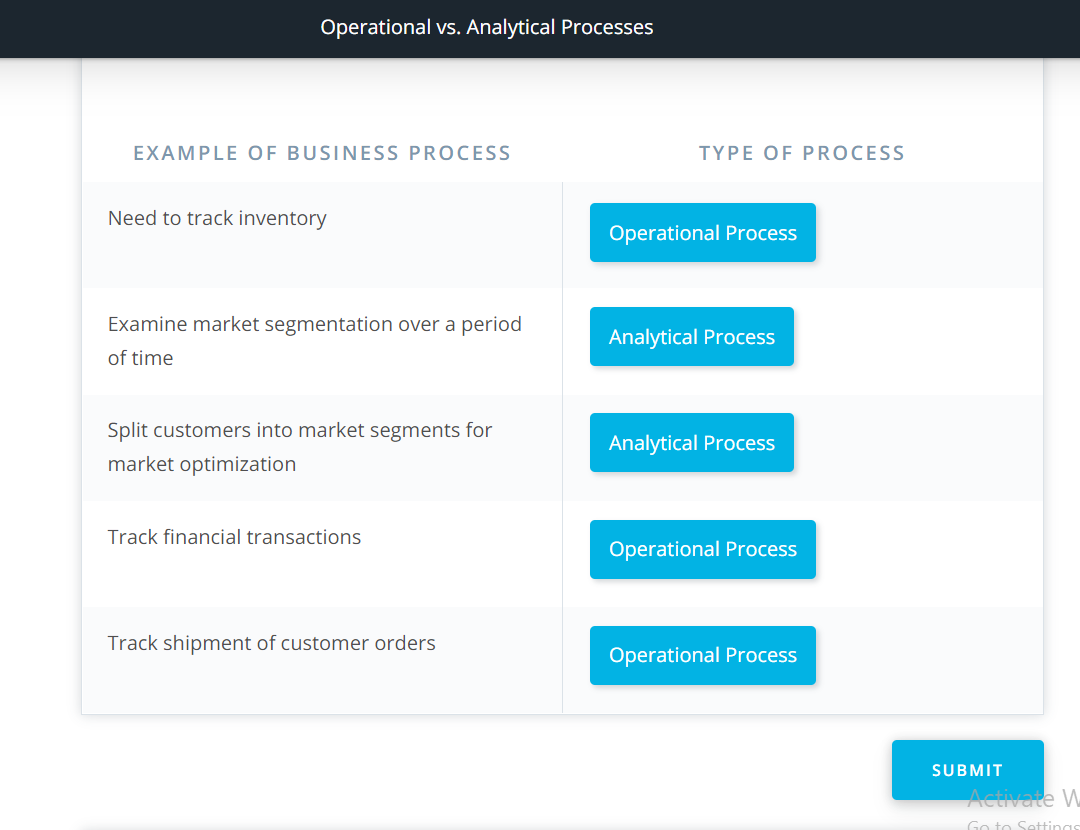 Operational vs. Analytical Processes
EXAMPLE OF BUSINESS PROCESS
TYPE OF PROCESS
Need to track inventory
Operational Process
Examine market segmentation over a period
of time
Analytical Process
Split customers into market segments for
market optimization
Analytical Process
Track financial transactions
Operational Process
Track shipment of customer orders
Operational Process
SUBMIT
Activate W
Go to Settings